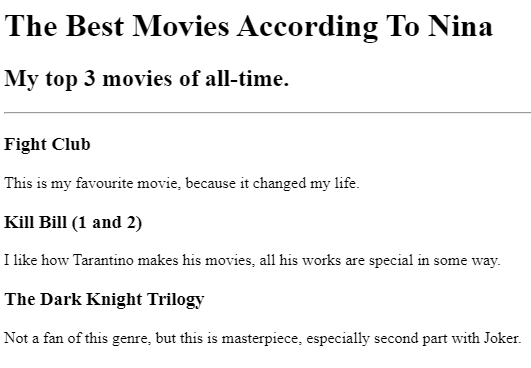 The Best Movies According To Nina
My top 3 movies of all-time.
Fight Club
This is my favourite movie, because it changed my life.
Kill Bill (1 and 2)
I like how Tarantino makes his movies, all his works are special in some way.
The Dark Knight Trilogy
Not a fan of this genre, but this is masterpiece, especially second part with Joker.